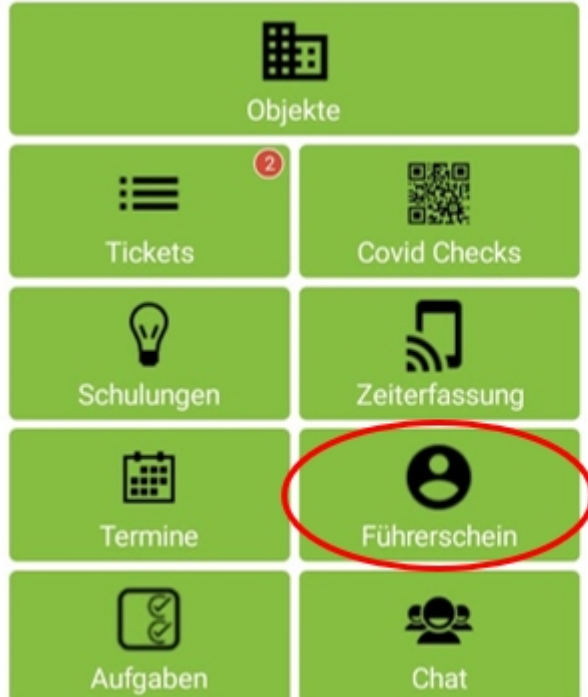 Objekte
2
Tickets
Covid Checks
Schulungen
Zeiterfassung
Termine
Führerschein
Aufgaben
Chat